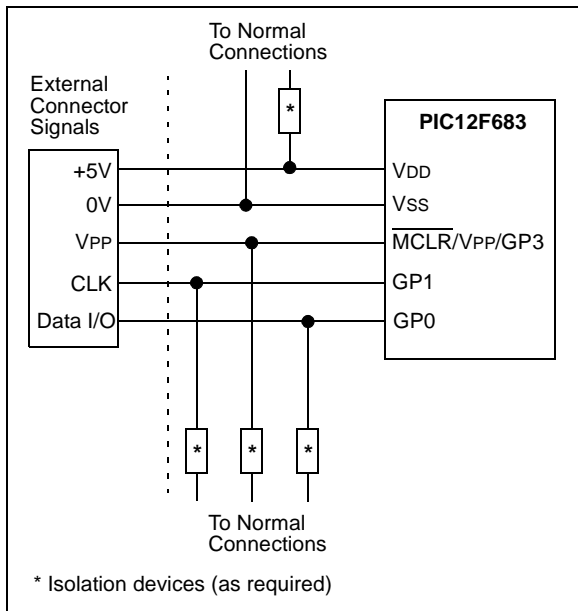 To Normal
Connections
External
Connector
Signals
*
PIC12F683
+5V
VDD
0V
VSS
VPP
MCLR/VPP/GP3
CLK
GP1
Data I/O
GP0
*
*
*
To Normal
Connections
* Isolation devices (as required)